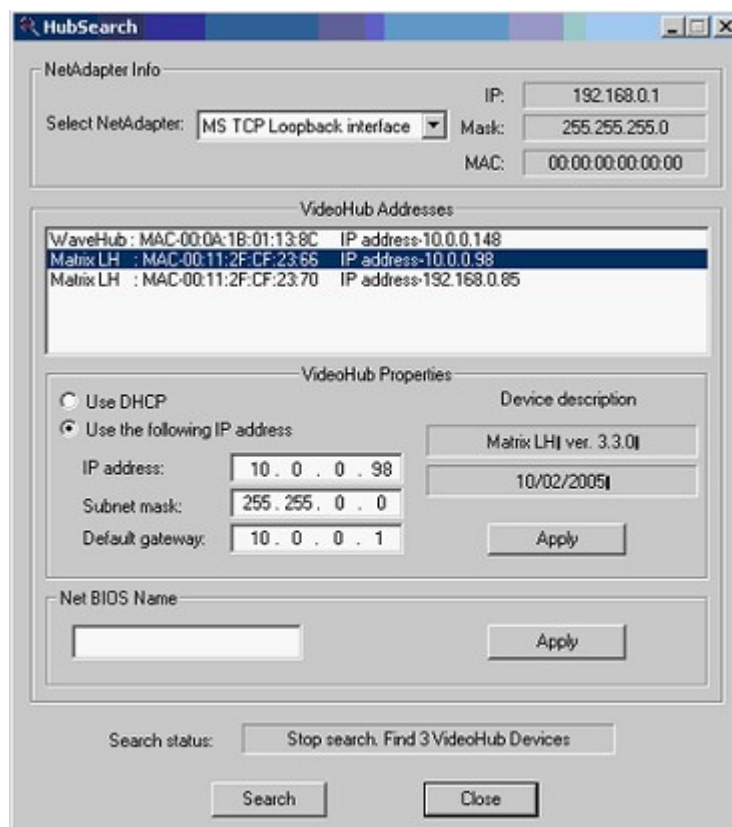 HubSearch
NetAdapter Info
Select NetAdapter: MS TCP Loopback interface
IP: 192.168.0.1
Mask: 255.255.255.0
MAC: 00:00:00:00:00:00
VideoHub Addresses
WaveHub : MAC-00:0A:1B:01:13:8C IP address-10.0.0.148
Matrix LH : MAC-00:11:2F:CF:23:66 IP address-10.0.0.98
Matrix LH : MAC-00:11:2F:CF:23:70 IP address-192.168.0.85
VideoHub Properties
Use DHCP
Use the following IP address
IP address: 10 . 0 . 0 . 98
Subnet mask: 255 . 255 . 0 . 0
Default gateway: 10 . 0 . 0 . 1
Device description
Matrix LH| ver. 3.3.0|
10/02/2005|
Apply
Net BIOS Name
Apply
Search status: Stop search. Find 3 VideoHub Devices
Search Close